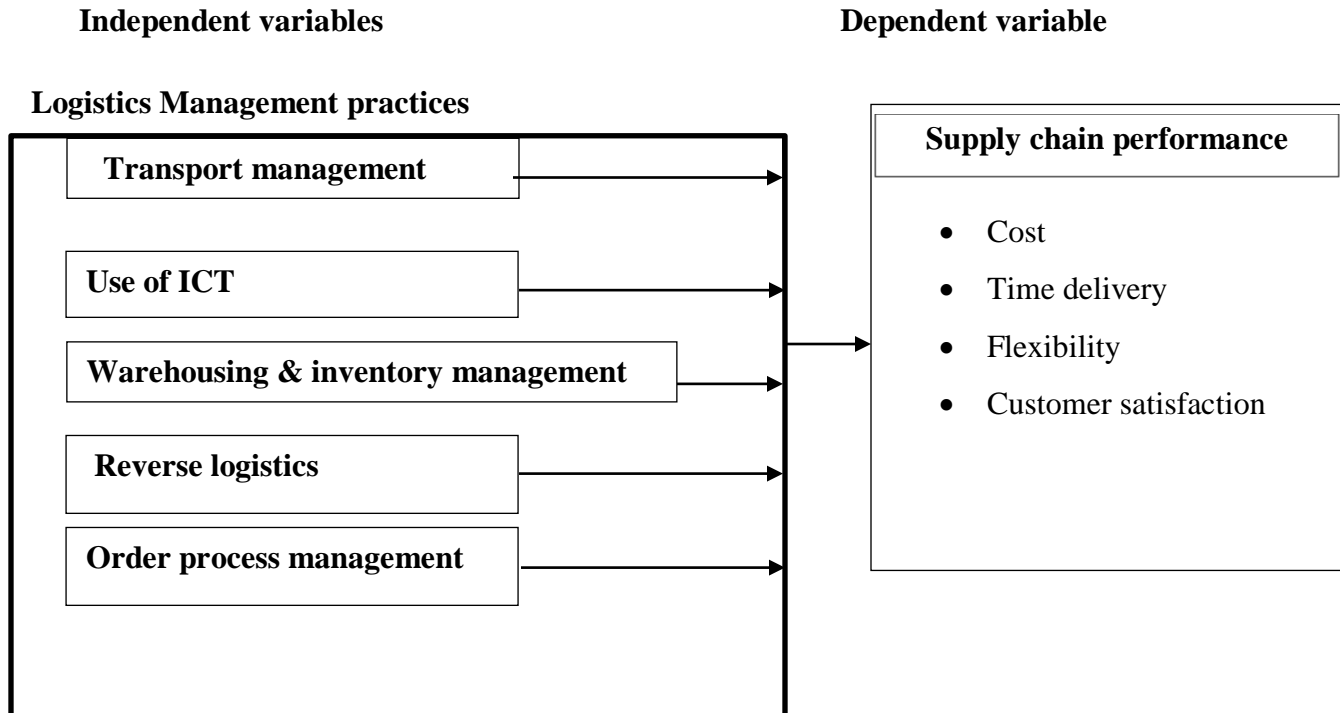 Independent variables
Dependent variable
Logistics Management practices
Transport management
Use of ICT
Warehousing & inventory management
Reverse logistics
Order process management
Supply chain performance
• Cost
• Time delivery
• Flexibility
• Customer satisfaction